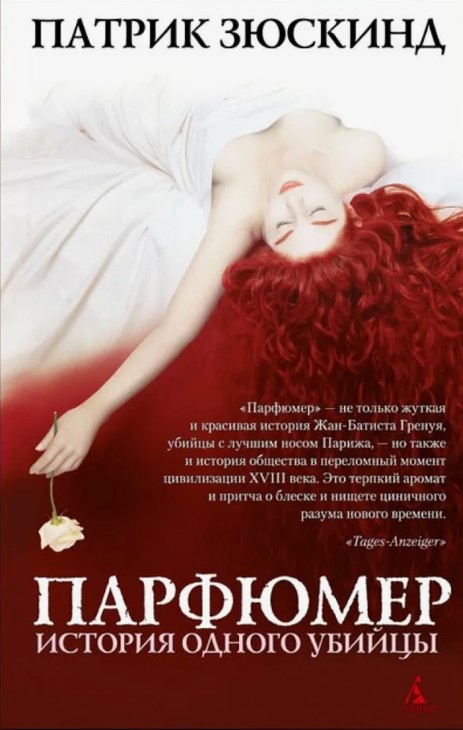 ПАТРИК ЗЮСКИНД
«Парфюмер» — не только жуткая
и красивая история Жан-Батиста Гренуя,
убийцы с лучшим носом Парижа, — но также
и история общества в переломный момент
цивилизации XVIII века. Это терпкий аромат
и притча о блеске и нищете циничного
разума нового времени.
«Tages-Anzeiger»
ПАРФЮМЕР
ИСТОРИЯ ОДНОГО УБИЙЦЫ